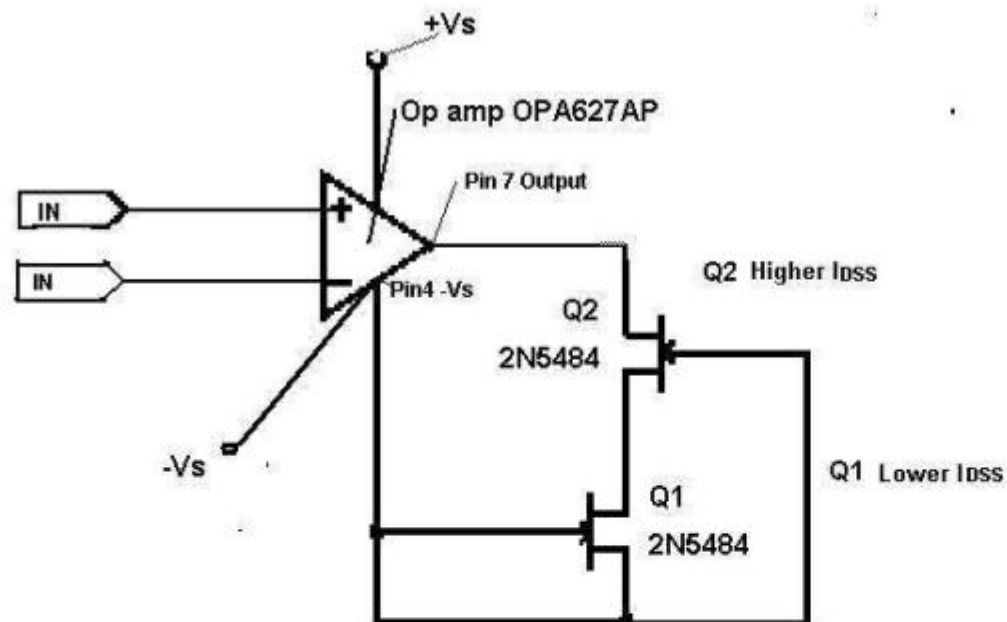 +Vs
Op amp OPA627AP
Pin 7 Output
IN
+
IN
−
Pin4 -Vs
Q2 Higher IDSS
Q2
2N5484
-Vs
Q1 Lower IDSS
Q1
2N5484